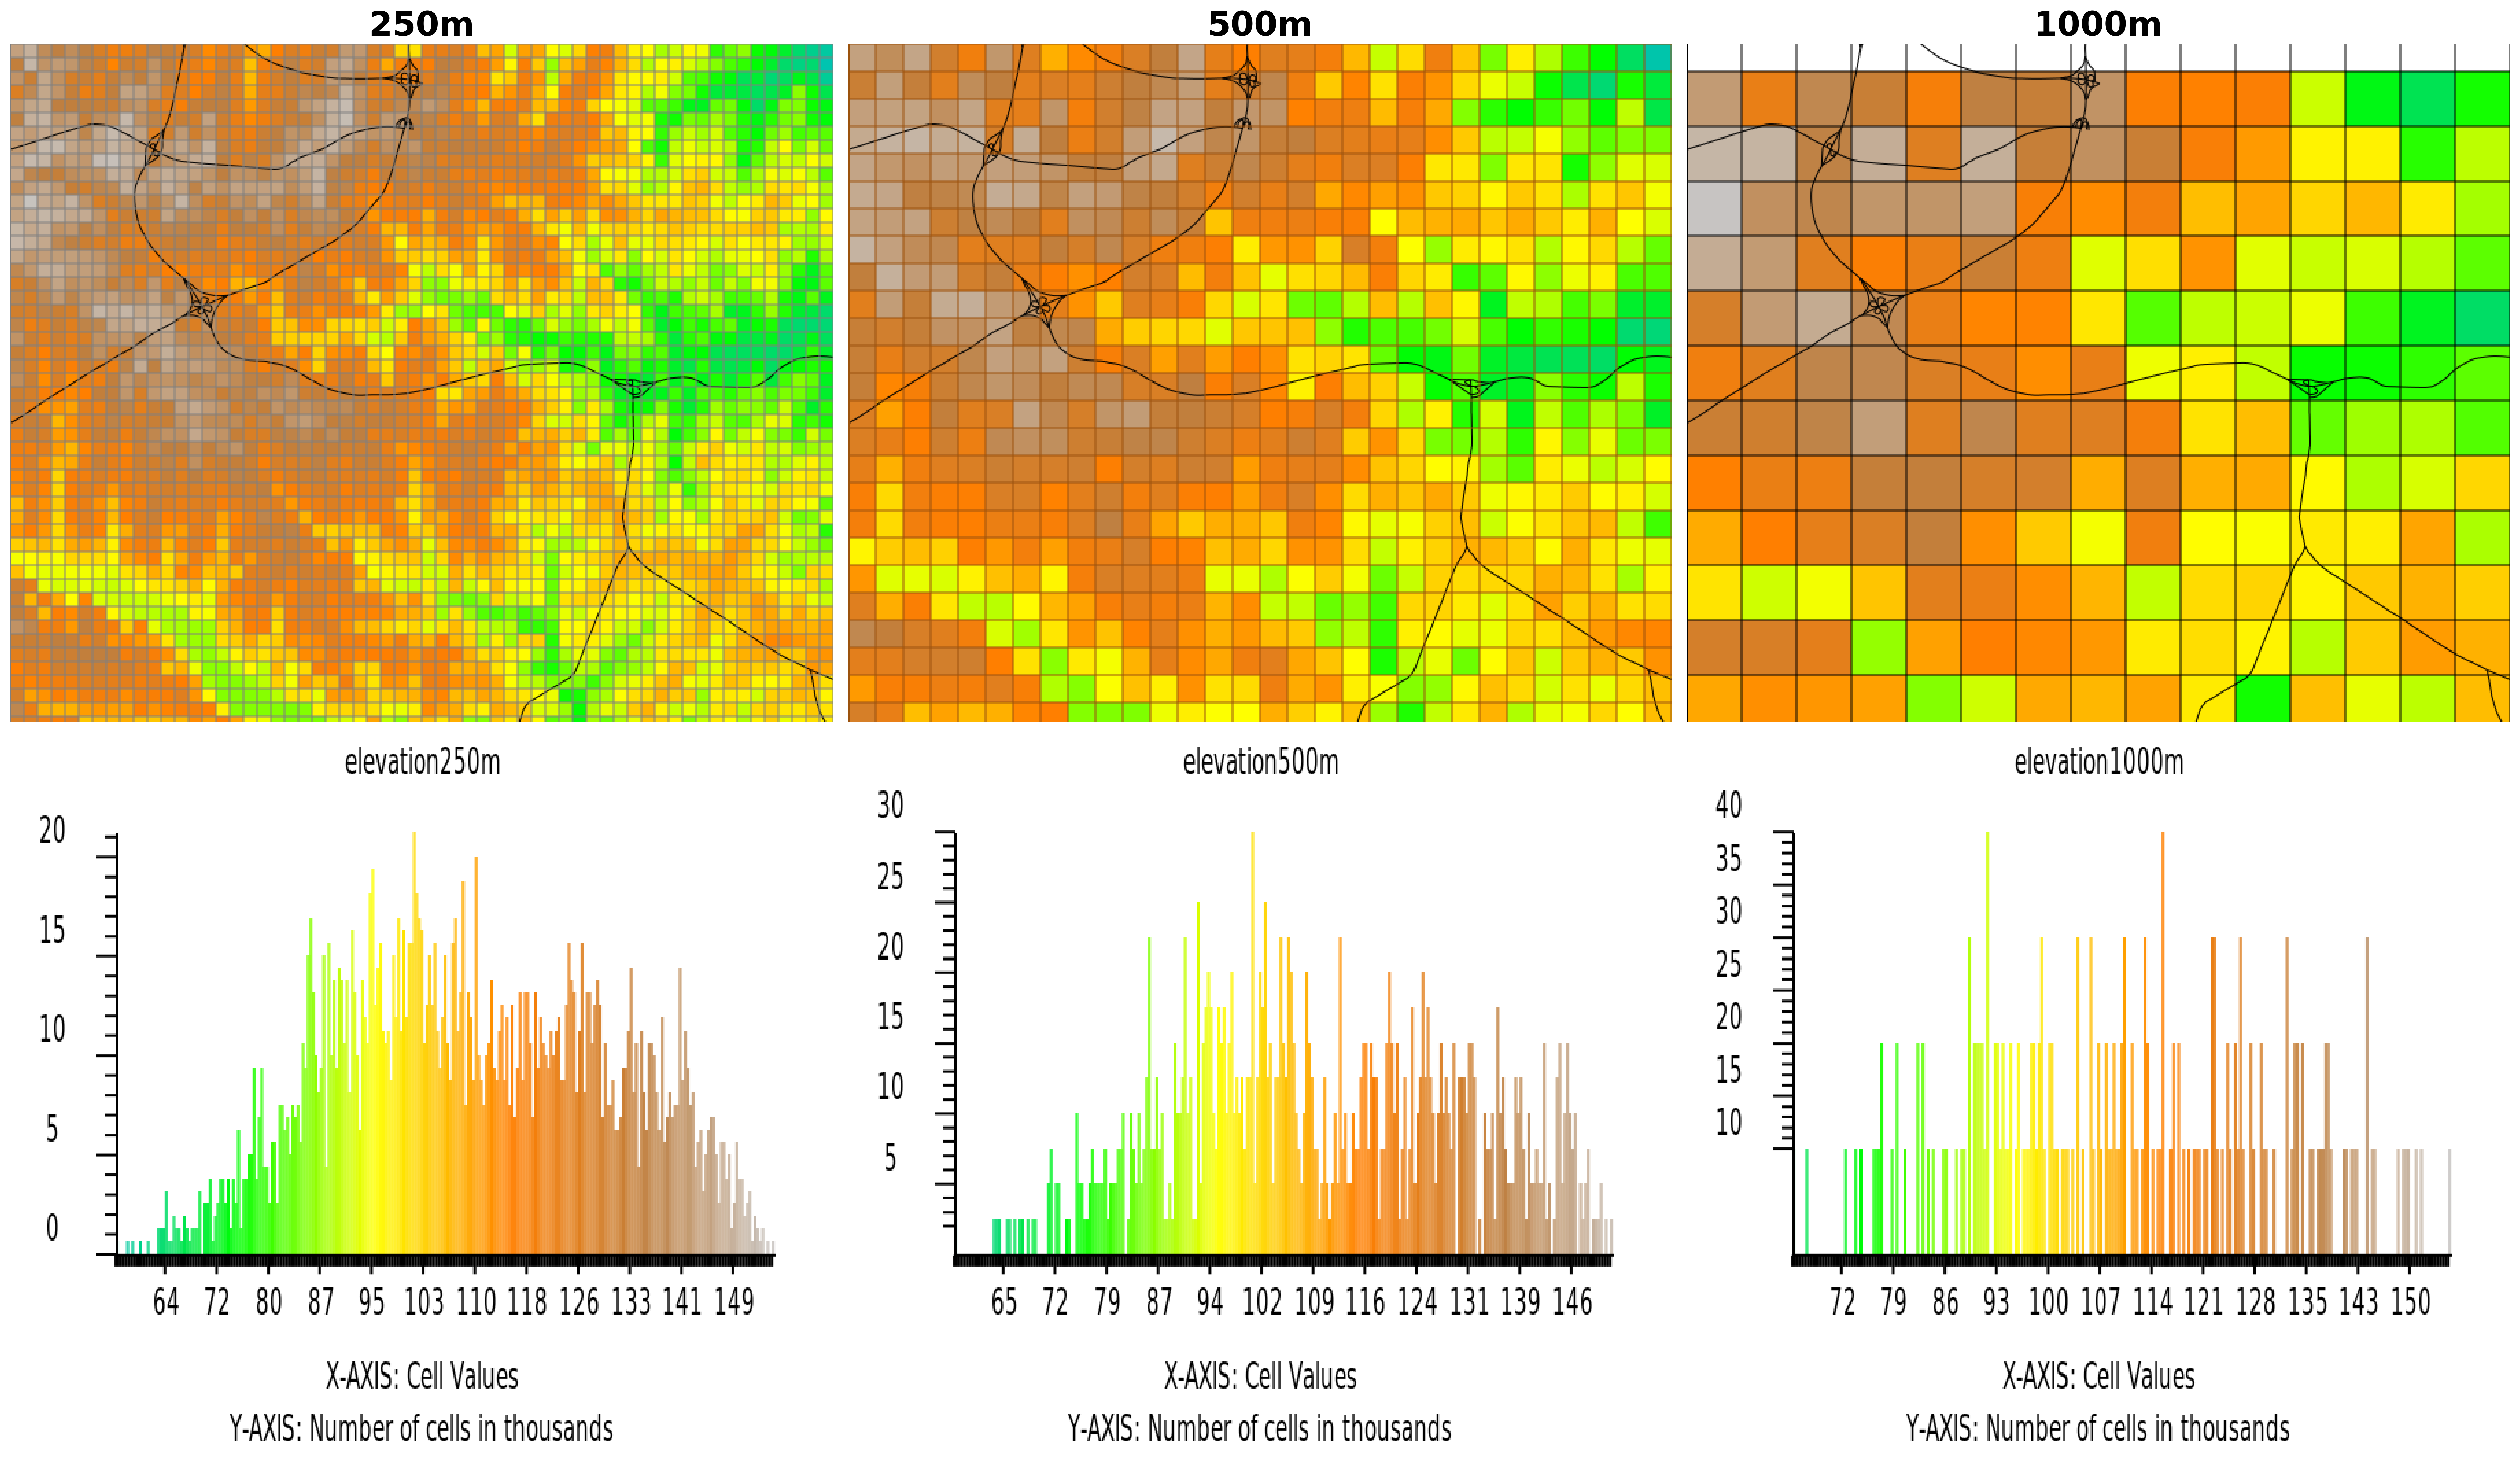 250m 500m 1000m
elevation250m elevation500m elevation1000m
20
15
10
5
0
64 72 80 87 95 103 110 118 126 133 141 149
X-AXIS: Cell Values
Y-AXIS: Number of cells in thousands
30
25
20
15
10
5
65 72 79 87 94 102 109 116 124 131 139 146
X-AXIS: Cell Values
Y-AXIS: Number of cells in thousands
40
35
30
25
20
15
10
72 79 86 93 100 107 114 121 128 135 143 150
X-AXIS: Cell Values
Y-AXIS: Number of cells in thousands